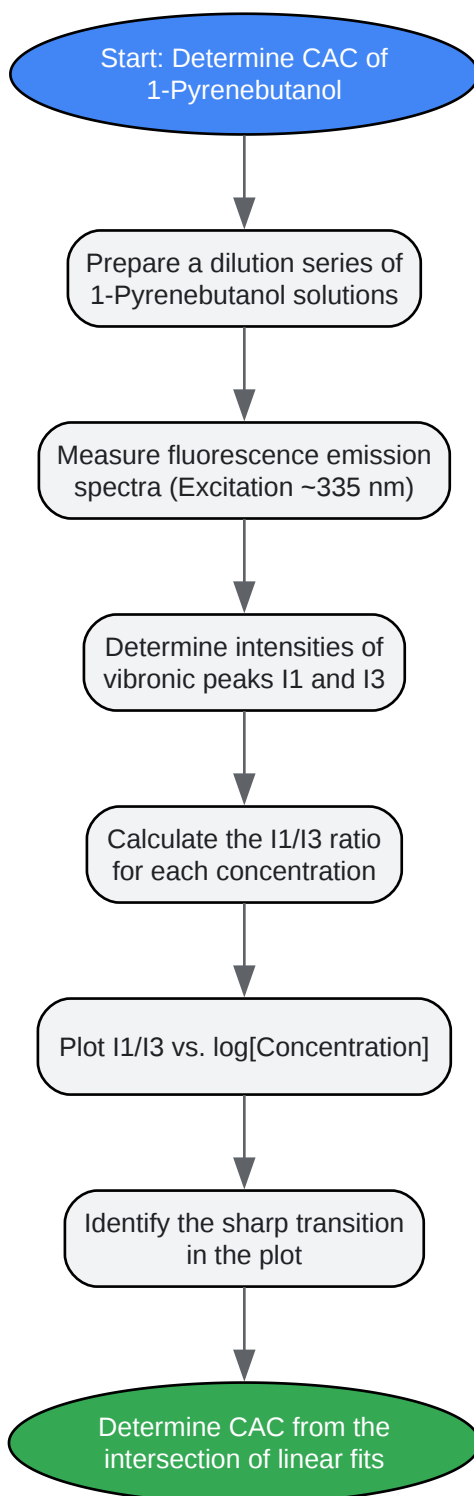 Start: Determine CAC of
1-Pyrenebutanol
Prepare a dilution series of
1-Pyrenebutanol solutions
Measure fluorescence emission
spectra (Excitation ~335 nm)
Determine intensities of
vibronic peaks I1 and I3
Calculate the I1/I3 ratio
for each concentration
Plot I1/I3 vs. log[Concentration]
Identify the sharp transition
in the plot
Determine CAC from the
intersection of linear fits